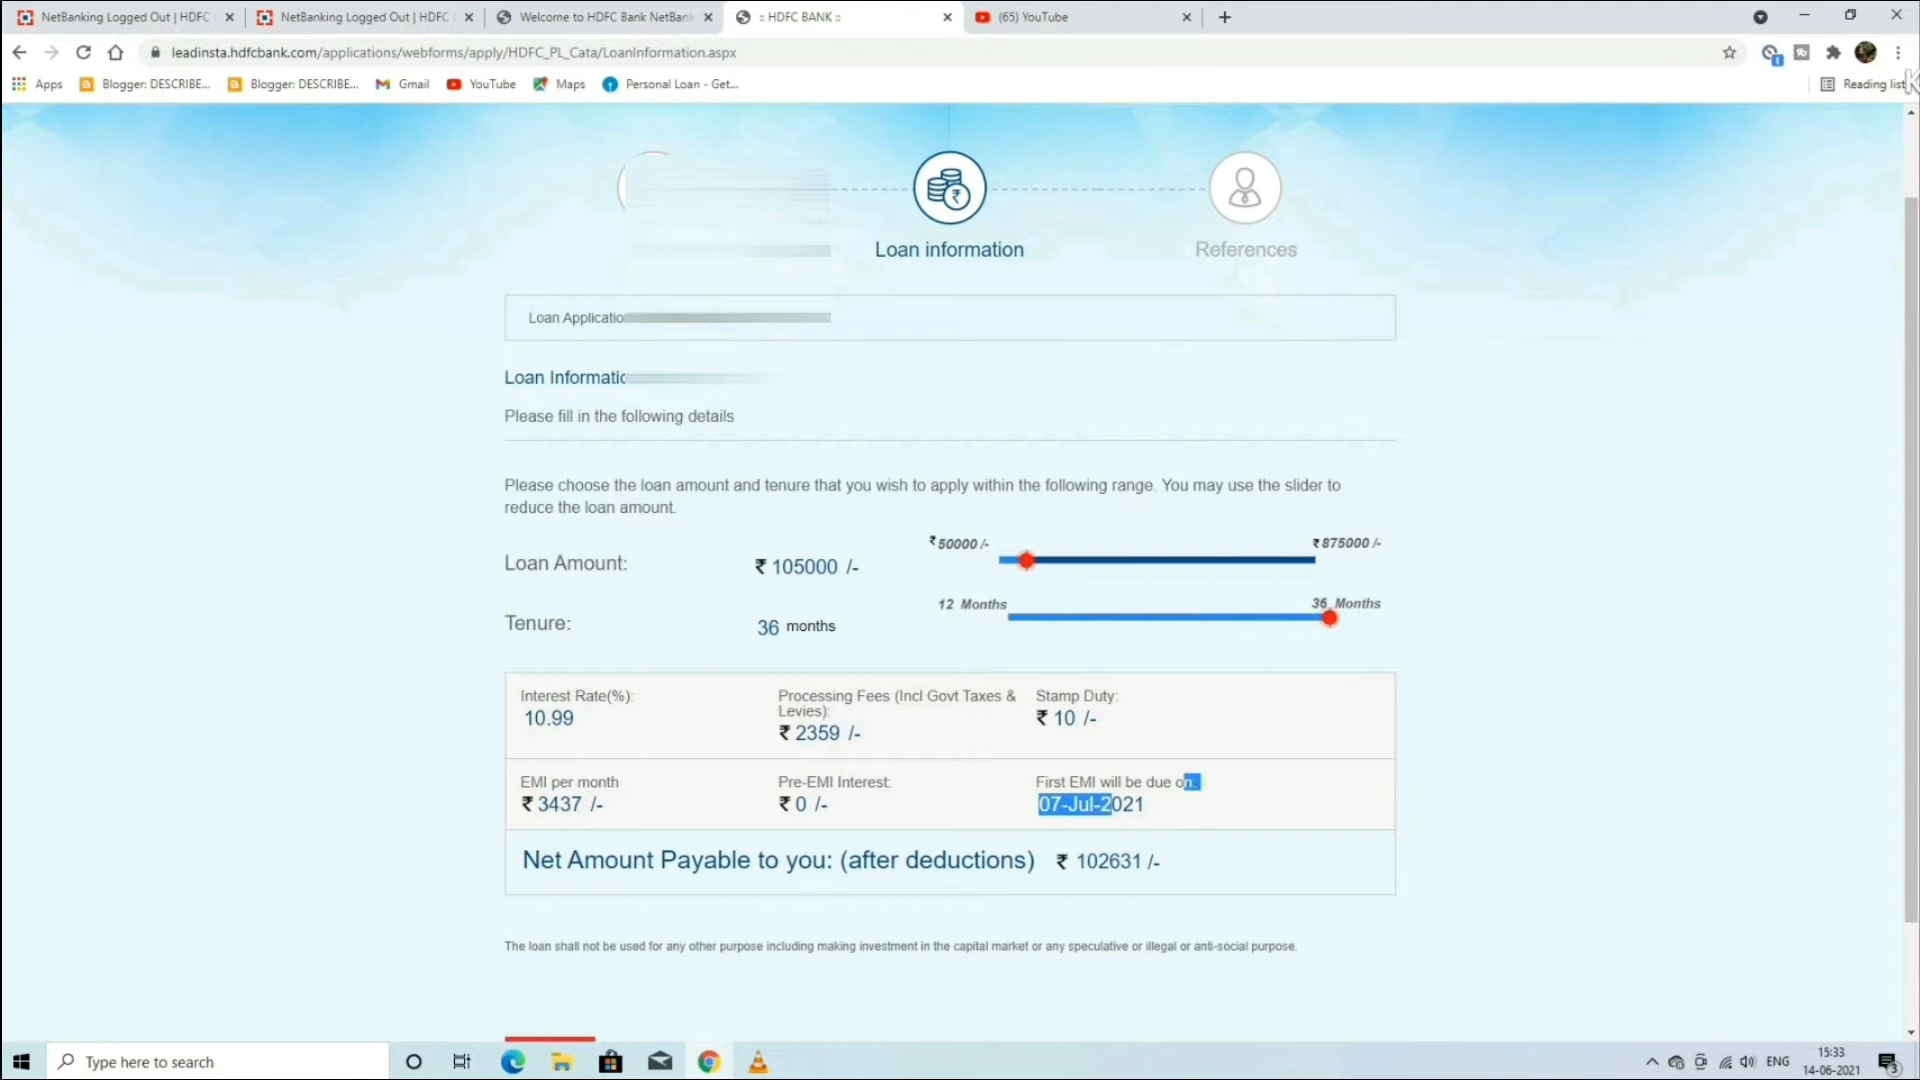 NetBanking Logged Out | HDFC
NetBanking Logged Out | HDFC
Welcome to HDFC Bank NetBank
:: HDFC BANK ::
(65) YouTube
leadinsta.hdfcbank.com/applications/webforms/apply/HDFC_PL_Cata/LoanInformation.aspx
Apps
Blogger: DESCRIBE...
Blogger: DESCRIBE...
Gmail
YouTube
Maps
Personal Loan - Get...
Reading list
Loan information
References
Loan Applicatio
Loan Informatio
Please fill in the following details
Please choose the loan amount and tenure that you wish to apply within the following range. You may use the slider to
reduce the loan amount.
Loan Amount:
₹ 105000 /-
₹ 50000 /-
₹ 875000 /-
Tenure:
36 months
12 Months
36 Months
Interest Rate(%):
10.99
Processing Fees (Incl Govt Taxes &
Levies):
₹ 2359 /-
Stamp Duty:
₹ 10 /-
EMI per month
₹ 3437 /-
Pre-EMI Interest:
₹ 0 /-
First EMI will be due on:
07-Jul-2021
Net Amount Payable to you: (after deductions) ₹ 102631 /-
The loan shall not be used for any other purpose including making investment in the capital market or any speculative or illegal or anti-social purpose.
Type here to search
ENG
15:33
14-06-2021
3